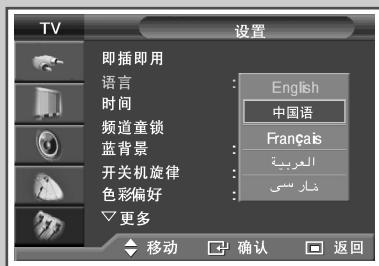 TV
设置
即插即用
语言 :
English
时间
中国语
频道童锁
Français
蓝背景 :
العربية
开关机旋律 :
فارسی
色彩偏好 :
▽更多
移动 确认 返回